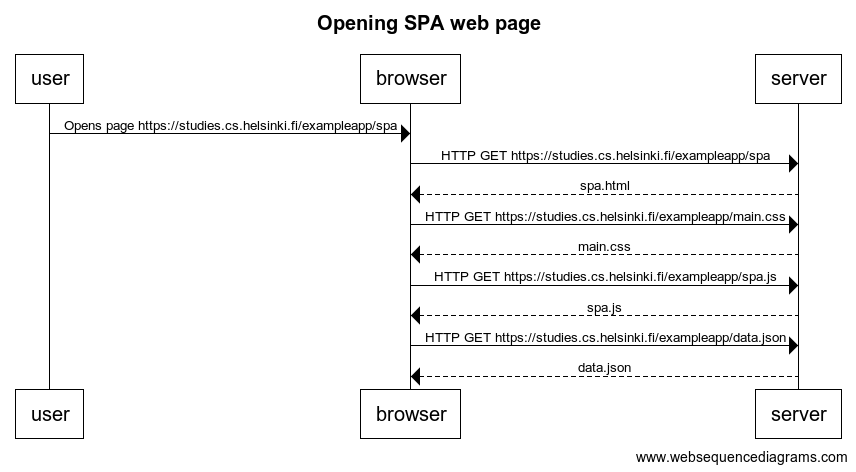 Opening SPA web page
user browser server
Opens page https://studies.cs.helsinki.fi/exampleapp/spa
HTTP GET https://studies.cs.helsinki.fi/exampleapp/spa
spa.html
HTTP GET https://studies.cs.helsinki.fi/exampleapp/main.css
main.css
HTTP GET https://studies.cs.helsinki.fi/exampleapp/spa.js
spa.js
HTTP GET https://studies.cs.helsinki.fi/exampleapp/data.json
data.json
user browser server
www.websequencediagrams.com